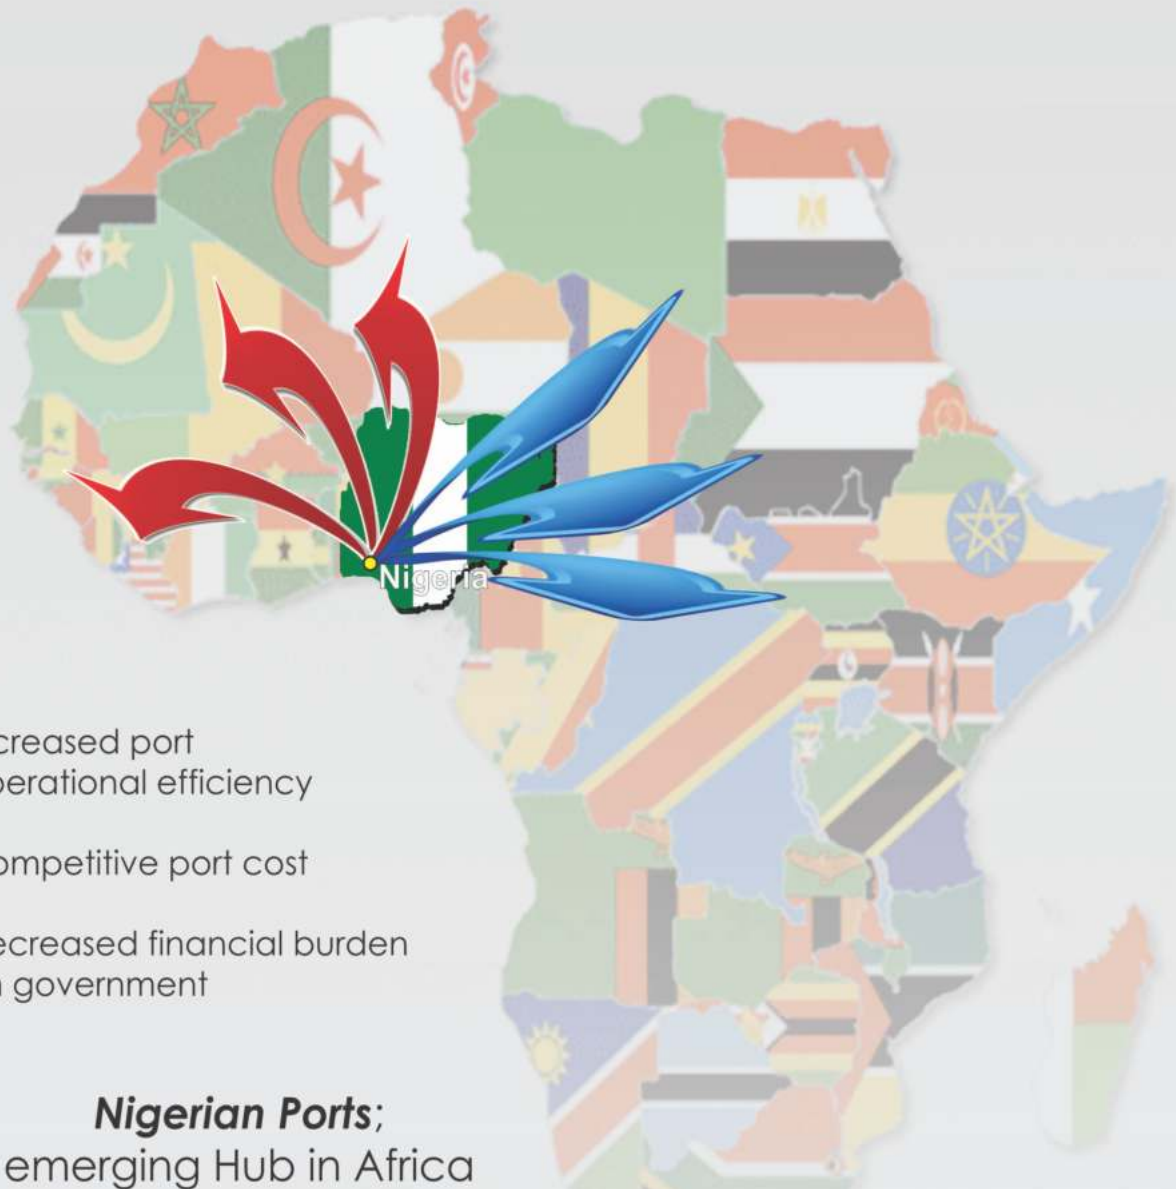 Nigeria
creased port
perational efficiency
ompetitive port cost
ecreased financial burden
n government
Nigerian Ports;
emerging Hub in Africa